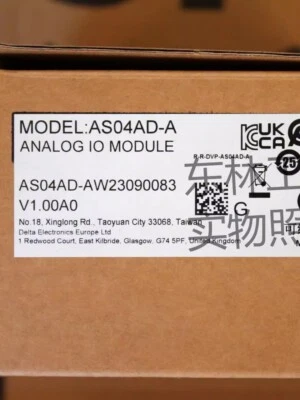 MODEL:AS04AD-A
ANALOG IO MODULE
UK
CA
R-R-DVP-AS04AD-A
25
AS04AD-AW23090083
V1.00A0
G
No.18, Xinglong Rd., Taoyuan City 33068, Taiwan
Delta Electronics Europe Ltd
1 Redwood Court, East Kilbride, Glasgow, G74 5PF, United Kingdom
东林工
实物照